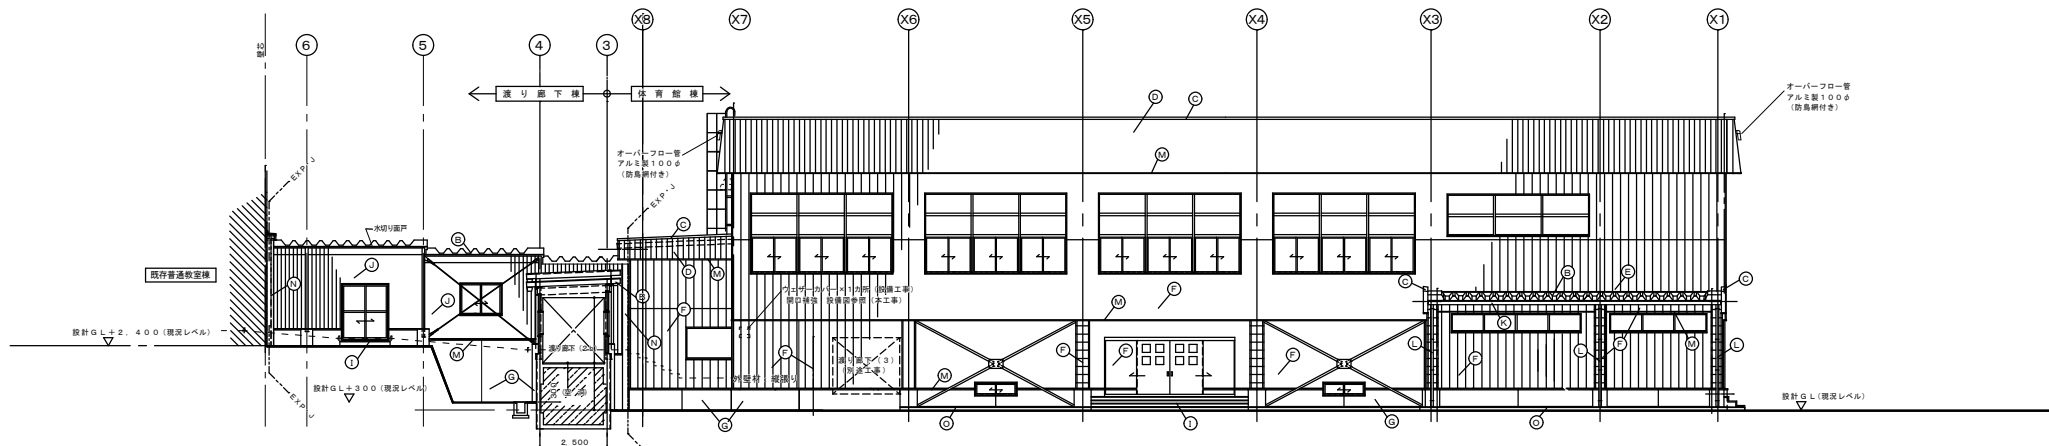 X8 X7 X6 X5 X4 X3 X2 X1
6 5 4 3
壁芯
渡り廊下棟 体育館棟
オーバーフロー管
アルミ製100φ
(防鳥網付き)
D C
オーバーフロー管
アルミ製100φ
(防鳥網付き)
M
EXP・J
EXP・J
水切り面戸
B
C
既存普通教室棟
J
N
D M
B E
C C
J
B
ウェザーカバー×1カ所(設備工事)
開口補強 設備図参照(本工事)
F
M
F
K
設計GL+2,400(現況レベル)
N
F
渡り廊下(3)
(別途工事)
F F F
L L F M L
F
I
M
渡り廊下(2)
外壁材:縦張り
G
M
設計GL+300(現況レベル)
300
設計GL(現況レベル)
G
O
I
G
O
EXP・J
2,500